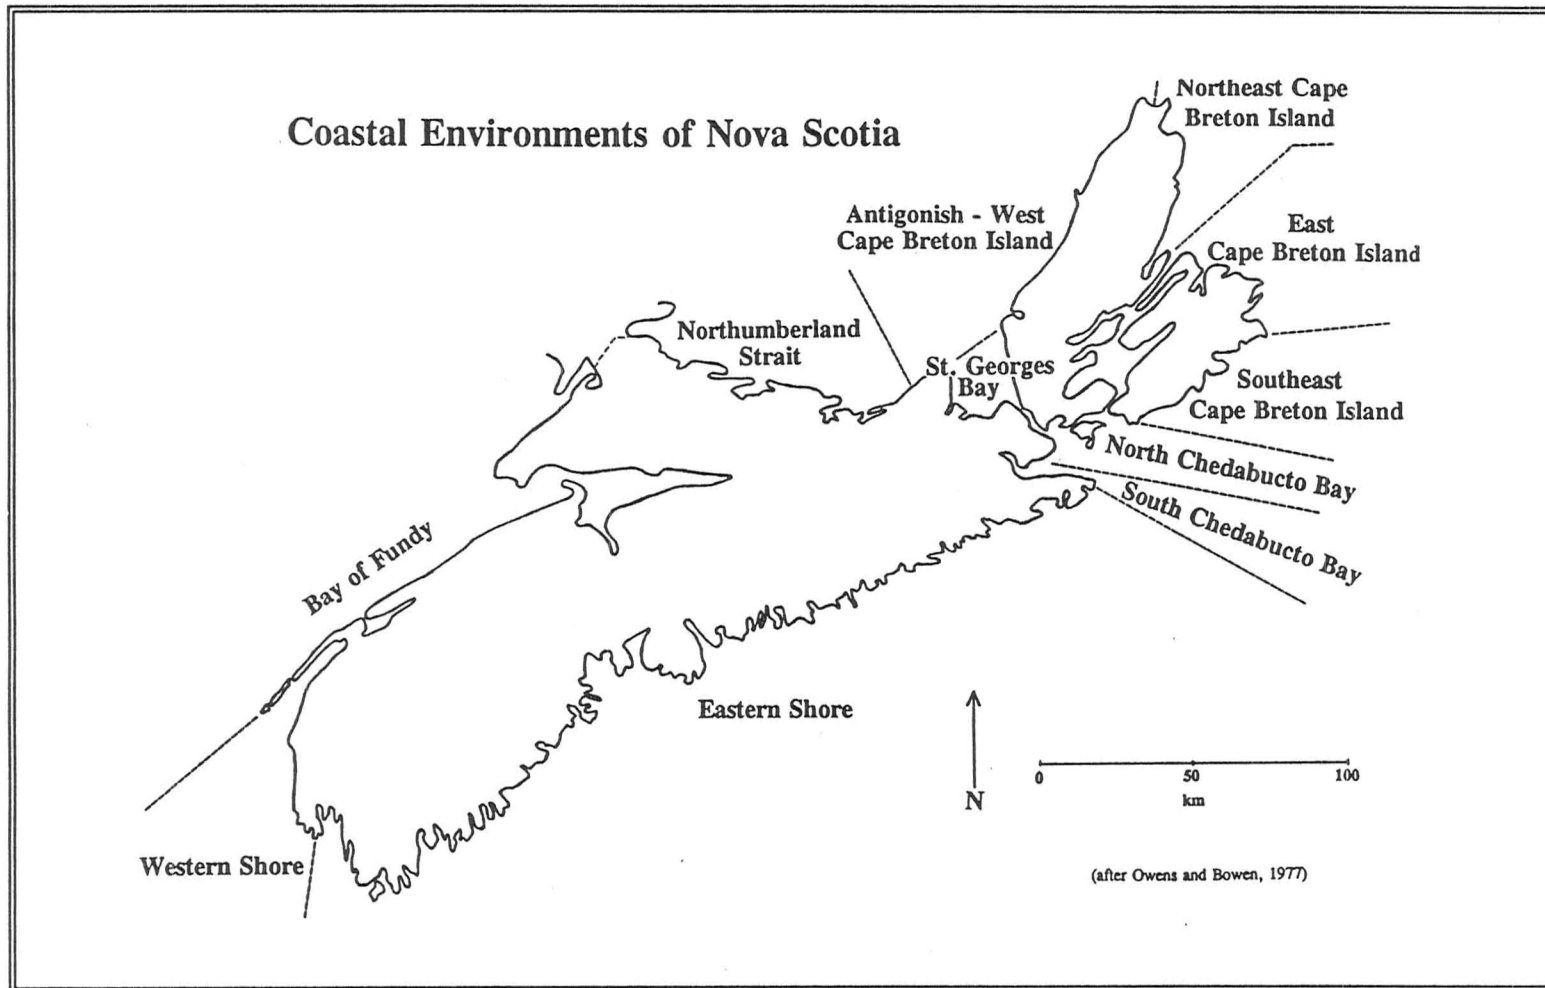 Coastal Environments of Nova Scotia
Northeast Cape
Breton Island
Antigonish - West
Cape Breton Island
East
Cape Breton Island
Northumberland
Strait
St. Georges
Bay
Southeast
Cape Breton Island
North Chedabucto Bay
South Chedabucto Bay
Bay of Fundy
Eastern Shore
Western Shore
N
0 50 100
km
(after Owens and Bowen, 1977)